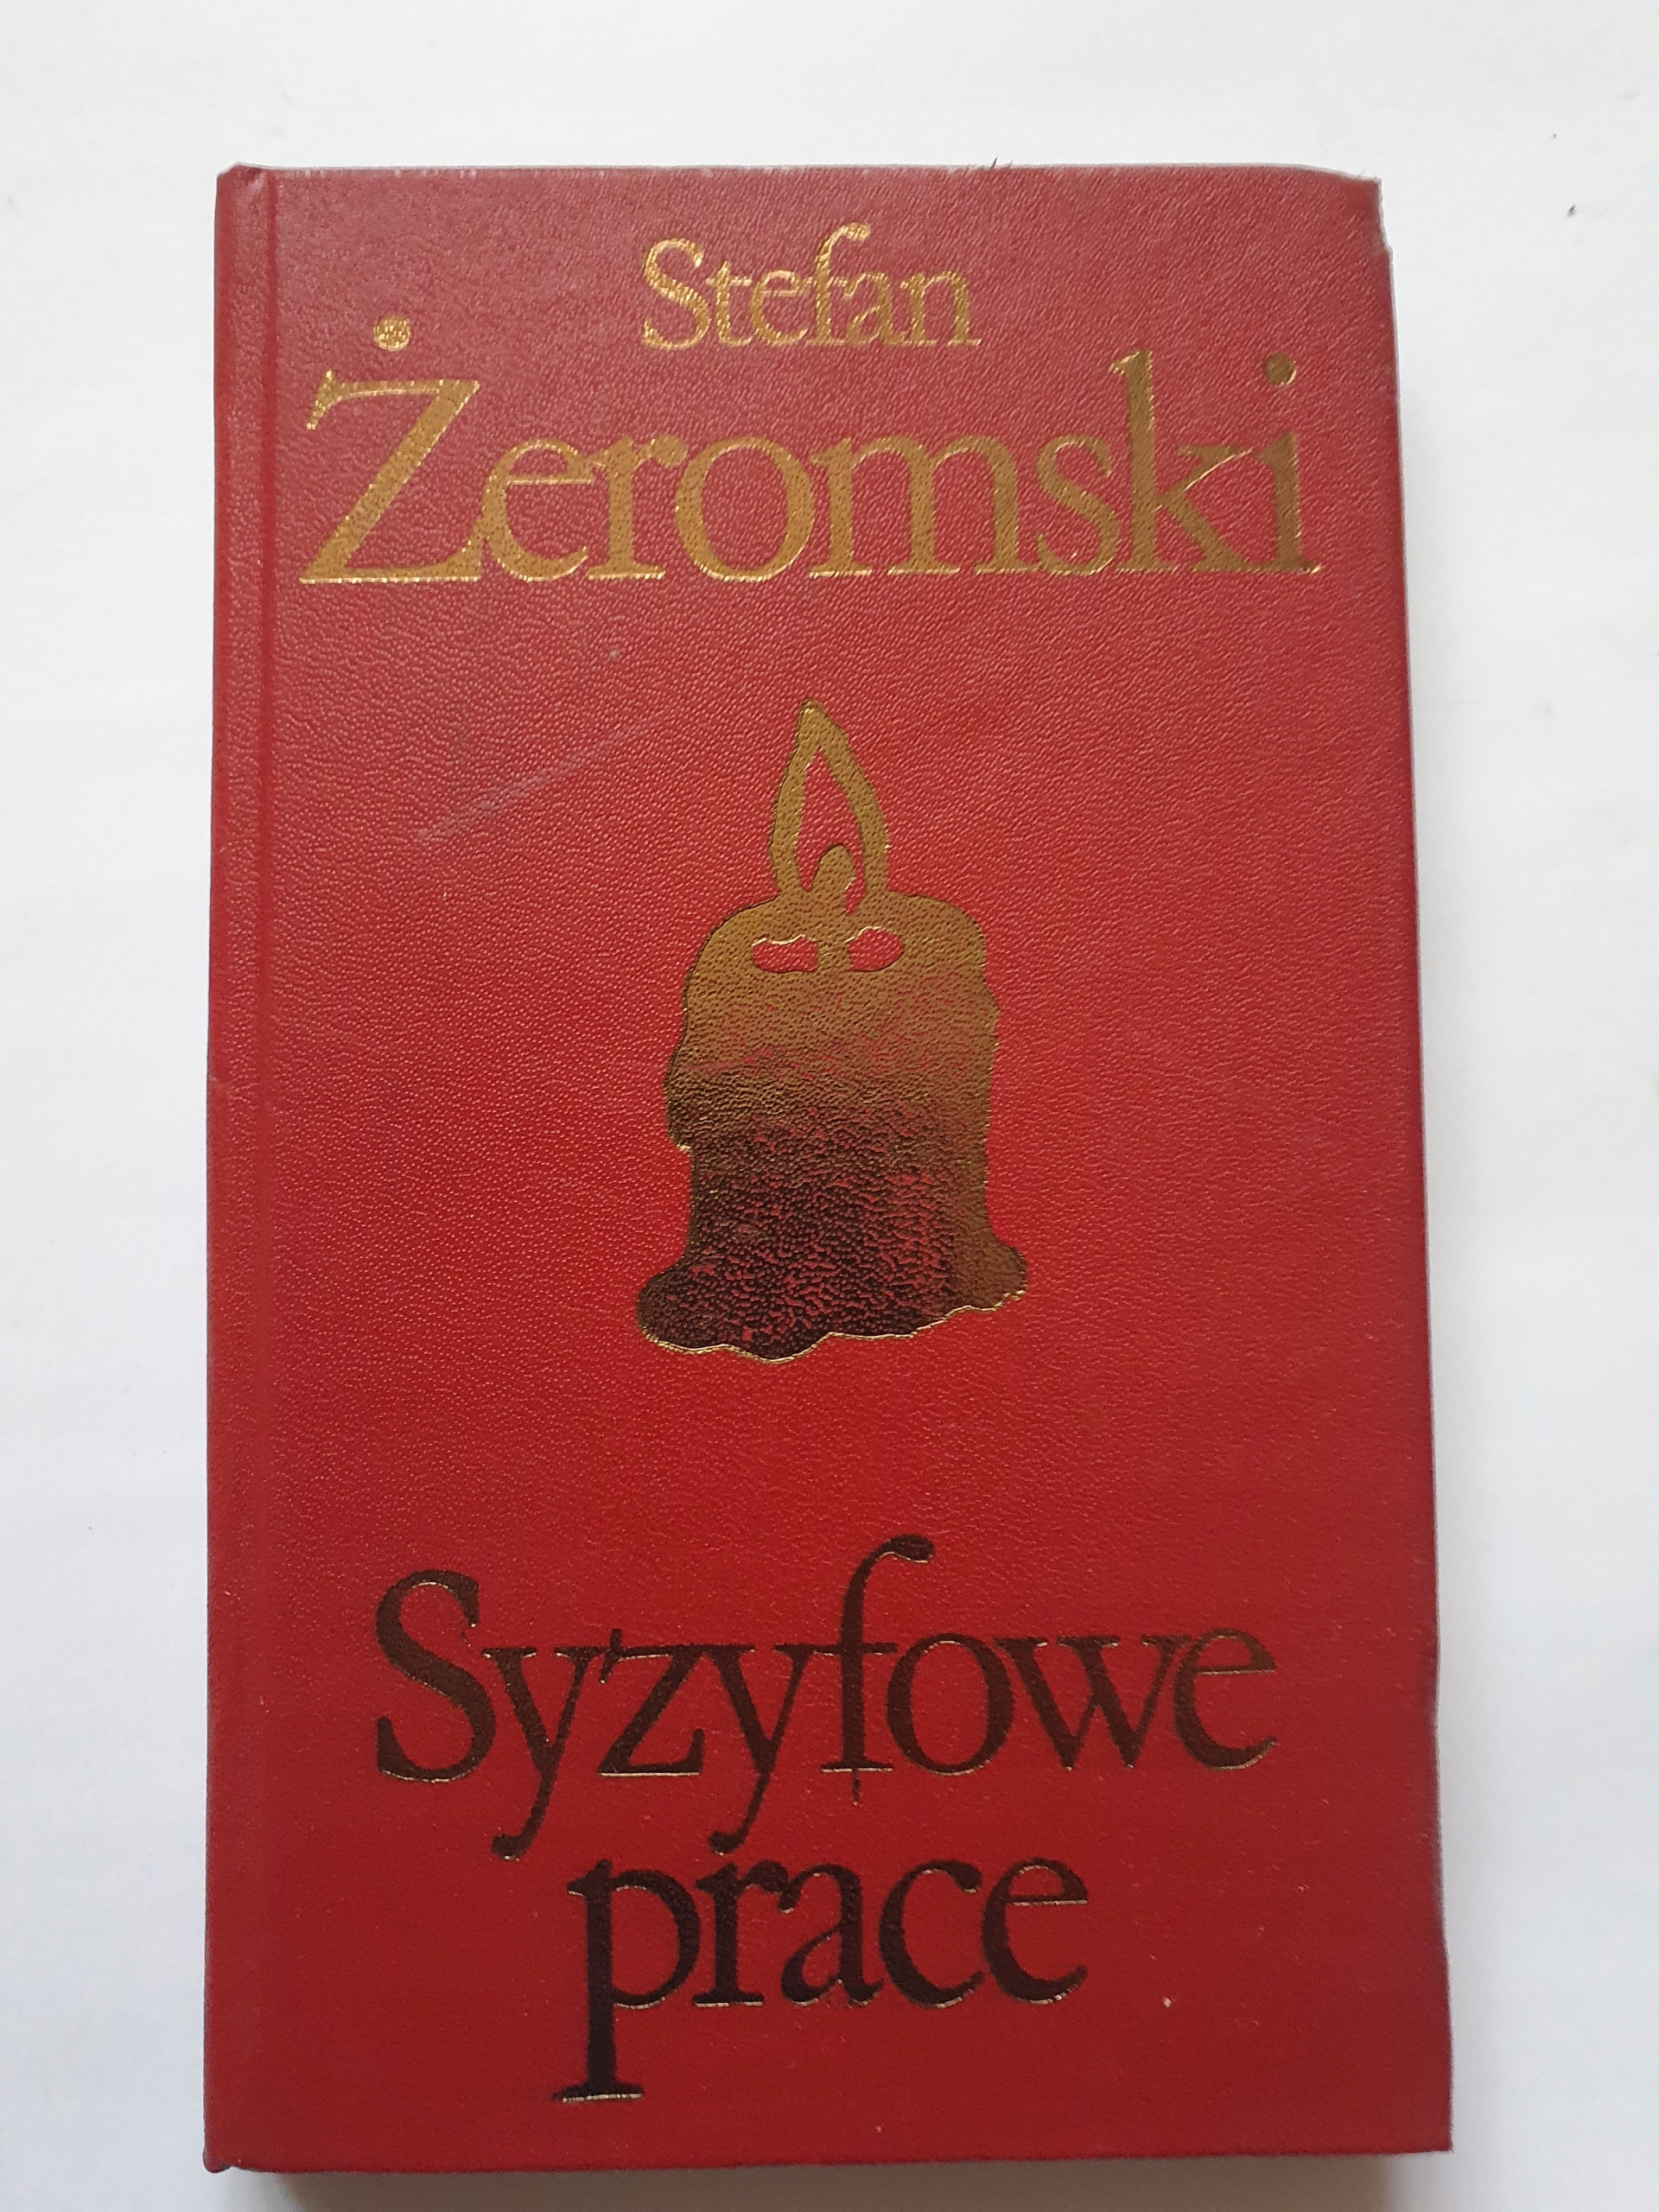 Stefan
Żeromski
Syzyfowe
prace